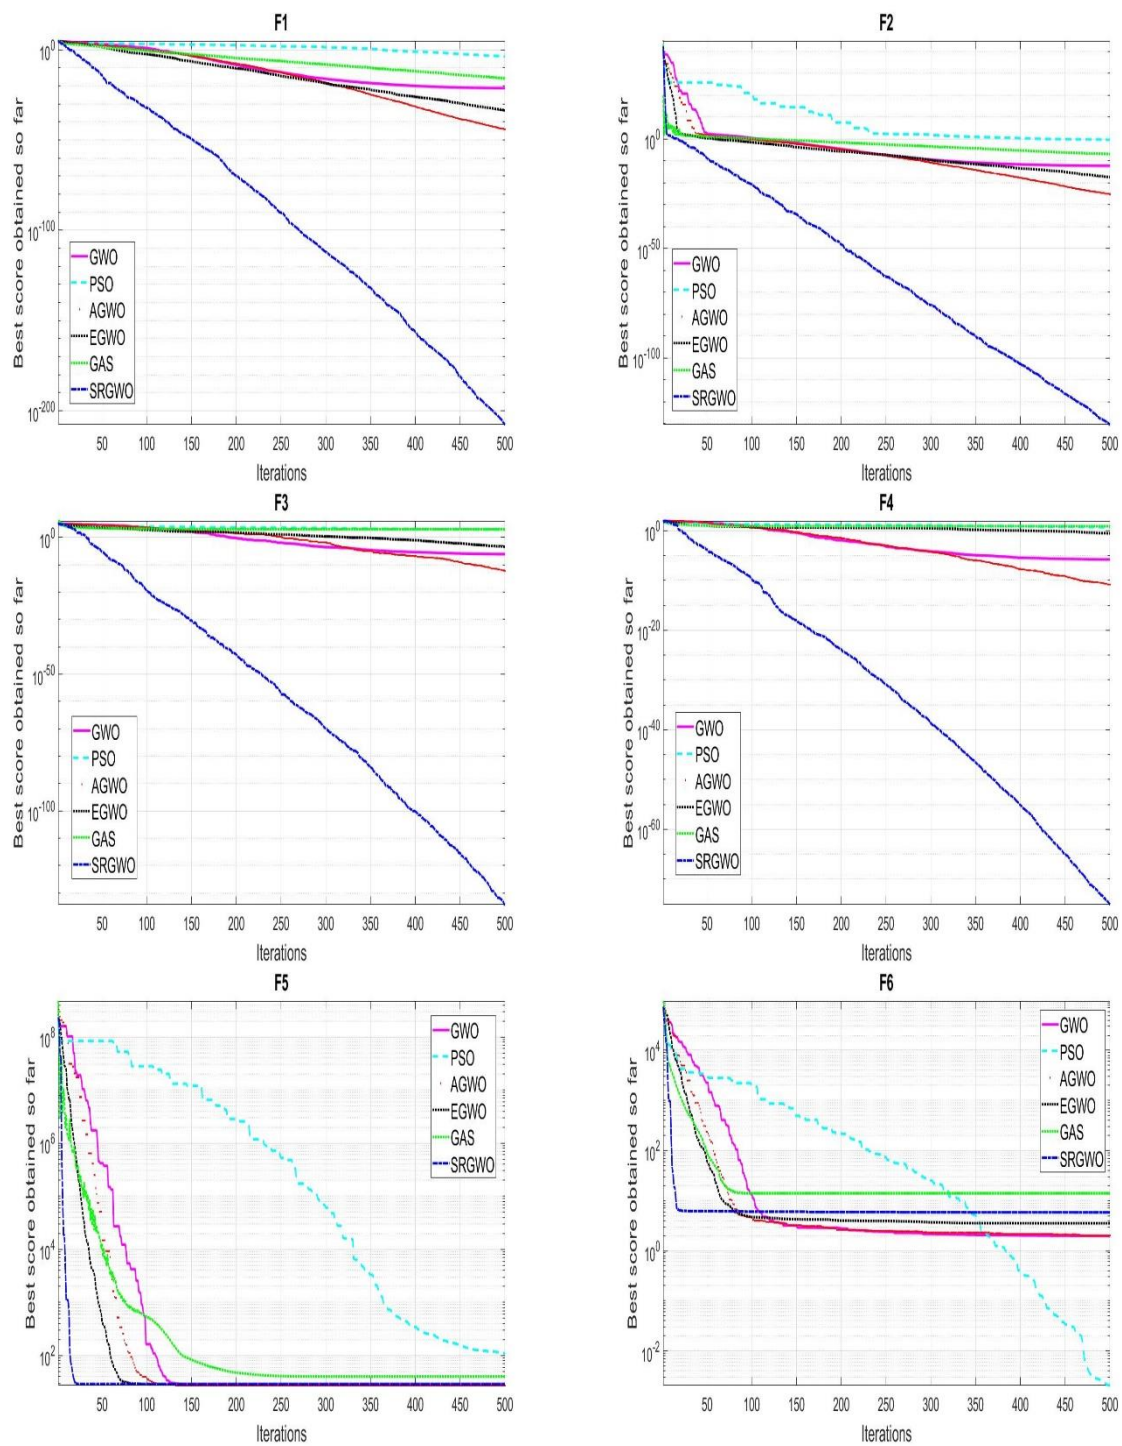 F1
Best score obtained so far
10^0
10^-100
10^-200
GWO
PSO
AGWO
EGWO
GAS
SRGWO
50 100 150 200 250 300 350 400 450 500
Iterations
F2
Best score obtained so far
10^0
10^-50
10^-100
GWO
PSO
AGWO
EGWO
GAS
SRGWO
50 100 150 200 250 300 350 400 450 500
Iterations
F3
Best score obtained so far
10^0
10^-50
10^-100
GWO
PSO
AGWO
EGWO
GAS
SRGWO
50 100 150 200 250 300 350 400 450 500
Iterations
F4
Best score obtained so far
10^0
10^-20
10^-40
10^-60
GWO
PSO
AGWO
EGWO
GAS
SRGWO
50 100 150 200 250 300 350 400 450 500
Iterations
F5
Best score obtained so far
10^8
10^6
10^4
10^2
GWO
PSO
AGWO
EGWO
GAS
SRGWO
50 100 150 200 250 300 350 400 450 500
Iterations
F6
Best score obtained so far
10^4
10^2
10^0
10^-2
GWO
PSO
AGWO
EGWO
GAS
SRGWO
50 100 150 200 250 300 350 400 450 500
Iterations